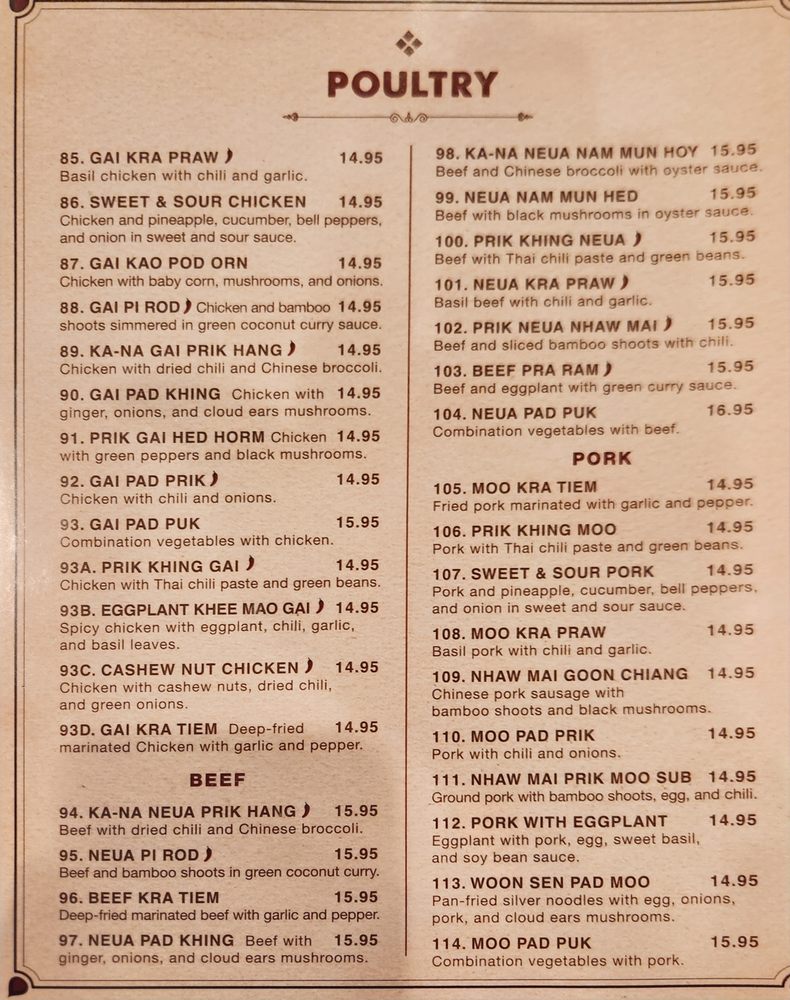 POULTRY
85. GAI KRA PRAW 14.95
Basil chicken with chili and garlic.
86. SWEET & SOUR CHICKEN 14.95
Chicken and pineapple, cucumber, bell peppers,
and onion in sweet and sour sauce.
87. GAI KAO POD ORN 14.95
Chicken with baby corn, mushrooms, and onions.
88. GAI PI ROD Chicken and bamboo 14.95
shoots simmered in green coconut curry sauce.
89. KA-NA GAI PRIK HANG 14.95
Chicken with dried chili and Chinese broccoli.
90. GAI PAD KHING Chicken with 14.95
ginger, onions, and cloud ears mushrooms.
91. PRIK GAI HED HORM Chicken 14.95
with green peppers and black mushrooms.
92. GAI PAD PRIK 14.95
Chicken with chili and onions.
93. GAI PAD PUK 15.95
Combination vegetables with chicken.
93A. PRIK KHING GAI 14.95
Chicken with Thai chili paste and green beans.
93B. EGGPLANT KHEE MAO GAI 14.95
Spicy chicken with eggplant, chili, garlic,
and basil leaves.
93C. CASHEW NUT CHICKEN 14.95
Chicken with cashew nuts, dried chili,
and green onions.
93D. GAI KRA TIEM Deep-fried 14.95
marinated Chicken with garlic and pepper.
BEEF
94. KA-NA NEUA PRIK HANG 15.95
Beef with dried chili and Chinese broccoli.
95. NEUA PI ROD 15.95
Beef and bamboo shoots in green coconut curry.
96. BEEF KRA TIEM 15.95
Deep-fried marinated beef with garlic and pepper.
97. NEUA PAD KHING Beef with 15.95
ginger, onions, and cloud ears mushrooms.
98. KA-NA NEUA NAM MUN HOY 15.95
Beef and Chinese broccoli with oyster sauce.
99. NEUA NAM MUN HED 15.95
Beef with black mushrooms in oyster sauce.
100. PRIK KHING NEUA 15.95
Beef with Thai chili paste and green beans.
101. NEUA KRA PRAW 15.95
Basil beef with chili and garlic.
102. PRIK NEUA NHAW MAI 15.95
Beef and sliced bamboo shoots with chili.
103. BEEF PRA RAM 15.95
Beef and eggplant with green curry sauce.
104. NEUA PAD PUK 16.95
Combination vegetables with beef.
PORK
105. MOO KRA TIEM 14.95
Fried pork marinated with garlic and pepper.
106. PRIK KHING MOO 14.95
Pork with Thai chili paste and green beans.
107. SWEET & SOUR PORK 14.95
Pork and pineapple, cucumber, bell peppers,
and onion in sweet and sour sauce.
108. MOO KRA PRAW 14.95
Basil pork with chili and garlic.
109. NHAW MAI GOON CHIANG 14.95
Chinese pork sausage with
bamboo shoots and black mushrooms.
110. MOO PAD PRIK 14.95
Pork with chili and onions.
111. NHAW MAI PRIK MOO SUB 14.95
Ground pork with bamboo shoots, egg, and chili.
112. PORK WITH EGGPLANT 14.95
Eggplant with pork, egg, sweet basil,
and soy bean sauce.
113. WOON SEN PAD MOO 14.95
Pan-fried silver noodles with egg, onions,
pork, and cloud ears mushrooms.
114. MOO PAD PUK 15.95
Combination vegetables with pork.